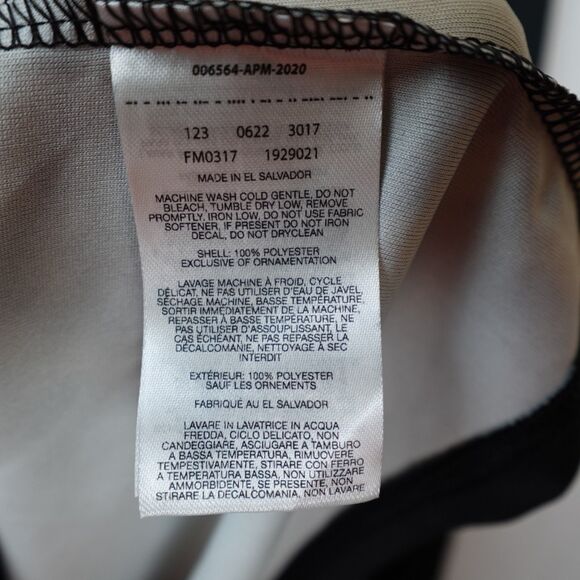 006564-APM-2020
123 0622 3017
FM0317 1929021
MADE IN EL SALVADOR
MACHINE WASH COLD GENTLE, DO NOT
BLEACH, TUMBLE DRY LOW, REMOVE
PROMPTLY. IRON LOW, DO NOT USE FABRIC
SOFTENER, IF PRESENT DO NOT IRON
DECAL, DO NOT DRYCLEAN
SHELL: 100% POLYESTER
EXCLUSIVE OF ORNAMENTATION
LAVAGE MACHINE À FROID, CYCLE
DÉLICAT, NE PAS UTILISER D'EAU DE JAVEL,
SÉCHAGE MACHINE, BASSE TEMPÉRATURE,
SORTIR IMMEDIATEMENT DE LA MACHINE,
REPASSER À BASSE TEMPÉRATURE, NE
PAS UTILISER D'ASSOUPLISSANT, LE
CAS ÉCHÉANT, NE PAS REPASSER LA
DÉCALCOMANIE, NETTOYAGE À SEC
INTERDIT
EXTÉRIEUR: 100% POLYESTER
SAUF LES ORNEMENTS
FABRIQUÉ AU EL SALVADOR
LAVARE IN LAVATRICE IN ACQUA
FREDDA, CICLO DELICATO, NON
CANDEGGIARE, ASCIUGARE A TAMBURO
A BASSA TEMPERATURA, RIMUOVERE
TEMPESTIVAMENTE, STIRARE CON FERRO
A TEMPERATURA BASSA, NON UTILIZZARE
AMMORBIDENTE, SE PRESENTE, NON
STIRARE LA DECALCOMANIA, NON LAVARE